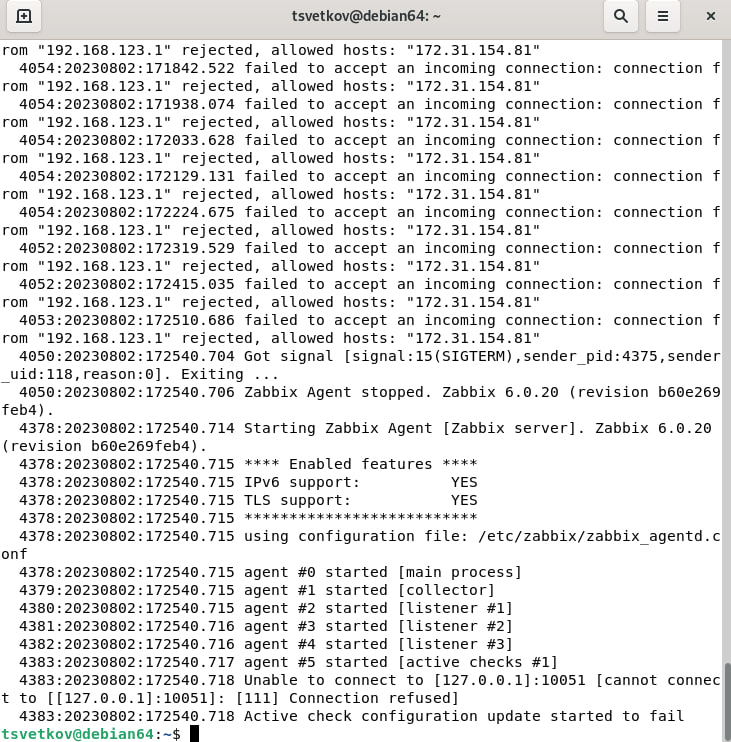 tsvetkov@debian64: ~
rom "192.168.123.1" rejected, allowed hosts: "172.31.154.81"
  4054:20230802:171842.522 failed to accept an incoming connection: connection f
rom "192.168.123.1" rejected, allowed hosts: "172.31.154.81"
  4054:20230802:171938.074 failed to accept an incoming connection: connection f
rom "192.168.123.1" rejected, allowed hosts: "172.31.154.81"
  4054:20230802:172033.628 failed to accept an incoming connection: connection f
rom "192.168.123.1" rejected, allowed hosts: "172.31.154.81"
  4054:20230802:172129.131 failed to accept an incoming connection: connection f
rom "192.168.123.1" rejected, allowed hosts: "172.31.154.81"
  4054:20230802:172224.675 failed to accept an incoming connection: connection f
rom "192.168.123.1" rejected, allowed hosts: "172.31.154.81"
  4052:20230802:172319.529 failed to accept an incoming connection: connection f
rom "192.168.123.1" rejected, allowed hosts: "172.31.154.81"
  4052:20230802:172415.035 failed to accept an incoming connection: connection f
rom "192.168.123.1" rejected, allowed hosts: "172.31.154.81"
  4053:20230802:172510.686 failed to accept an incoming connection: connection f
rom "192.168.123.1" rejected, allowed hosts: "172.31.154.81"
  4050:20230802:172540.704 Got signal [signal:15(SIGTERM),sender_pid:4375,sender
_uid:118,reason:0]. Exiting ...
  4050:20230802:172540.706 Zabbix Agent stopped. Zabbix 6.0.20 (revision b60e269
feb4).
  4378:20230802:172540.714 Starting Zabbix Agent [Zabbix server]. Zabbix 6.0.20 
(revision b60e269feb4).
  4378:20230802:172540.715 **** Enabled features ****
  4378:20230802:172540.715 IPv6 support:          YES
  4378:20230802:172540.715 TLS support:           YES
  4378:20230802:172540.715 **************************
  4378:20230802:172540.715 using configuration file: /etc/zabbix/zabbix_agentd.c
onf
  4378:20230802:172540.715 agent #0 started [main process]
  4379:20230802:172540.715 agent #1 started [collector]
  4380:20230802:172540.715 agent #2 started [listener #1]
  4381:20230802:172540.716 agent #3 started [listener #2]
  4382:20230802:172540.716 agent #4 started [listener #3]
  4383:20230802:172540.717 agent #5 started [active checks #1]
  4383:20230802:172540.718 Unable to connect to [127.0.0.1]:10051 [cannot connec
t to [[127.0.0.1]:10051]: [111] Connection refused]
  4383:20230802:172540.718 Active check configuration update started to fail
tsvetkov@debian64:~$